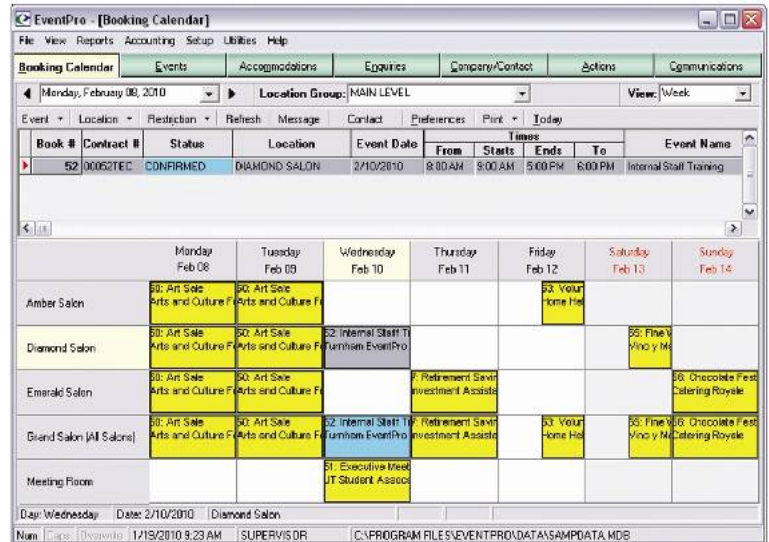 EventPro - [Booking Calendar]
File View Reports Accounting Setup Utilities Help
Booking Calendar Events Accommodations Enquiries Company/Contact Actions Communications
Monday, February 08, 2010 Location Group: MAIN LEVEL View: Week
Event Location Restriction Refresh Message Contact Preferences Print Today
Times
Book # Contract # Status Location Event Date From Starts Ends To Event Name
52 00052TEC CONFIRMED DIAMOND SALON 2/10/2010 8:00 AM 9:00 AM 5:00 PM 6:00 PM Internal Staff Training
Monday Tuesday Wednesday Thursday Friday Saturday Sunday
Feb 08 Feb 09 Feb 10 Feb 11 Feb 12 Feb 13 Feb 14
Amber Salon
50: Art Sale 50: Art Sale 53: Volun
Arts and Culture F Arts and Culture F Home Hel
Diamond Salon
50: Art Sale 50: Art Sale 52: Internal Staff Tr 55: Fine V
Arts and Culture F Arts and Culture F Turnham EventPro Vino y M
Emerald Salon
50: Art Sale 50: Art Sale Retirement Savin 56: Chocolate Fest
Arts and Culture F Arts and Culture F Investment Assista Catering Royale
Grand Salon (All Salons)
50: Art Sale 50: Art Sale 52: Internal Staff Retirement Savin 53: Volun 55: Fine 56: Chocolate Fest
Arts and Culture F Arts and Culture F Turnham EventPro Investment Assista Home Hel Vino y M Catering Royale
Meeting Room
51: Executive Meet
UT Student Associ
Day: Wednesday Date: 2/10/2010 Diamond Salon
Num Caps Overwrite 1/19/2010 9:23 AM SUPERVISOR C:\PROGRAM FILES\EVENTPRO\DATA\SAMPDATA.MDB